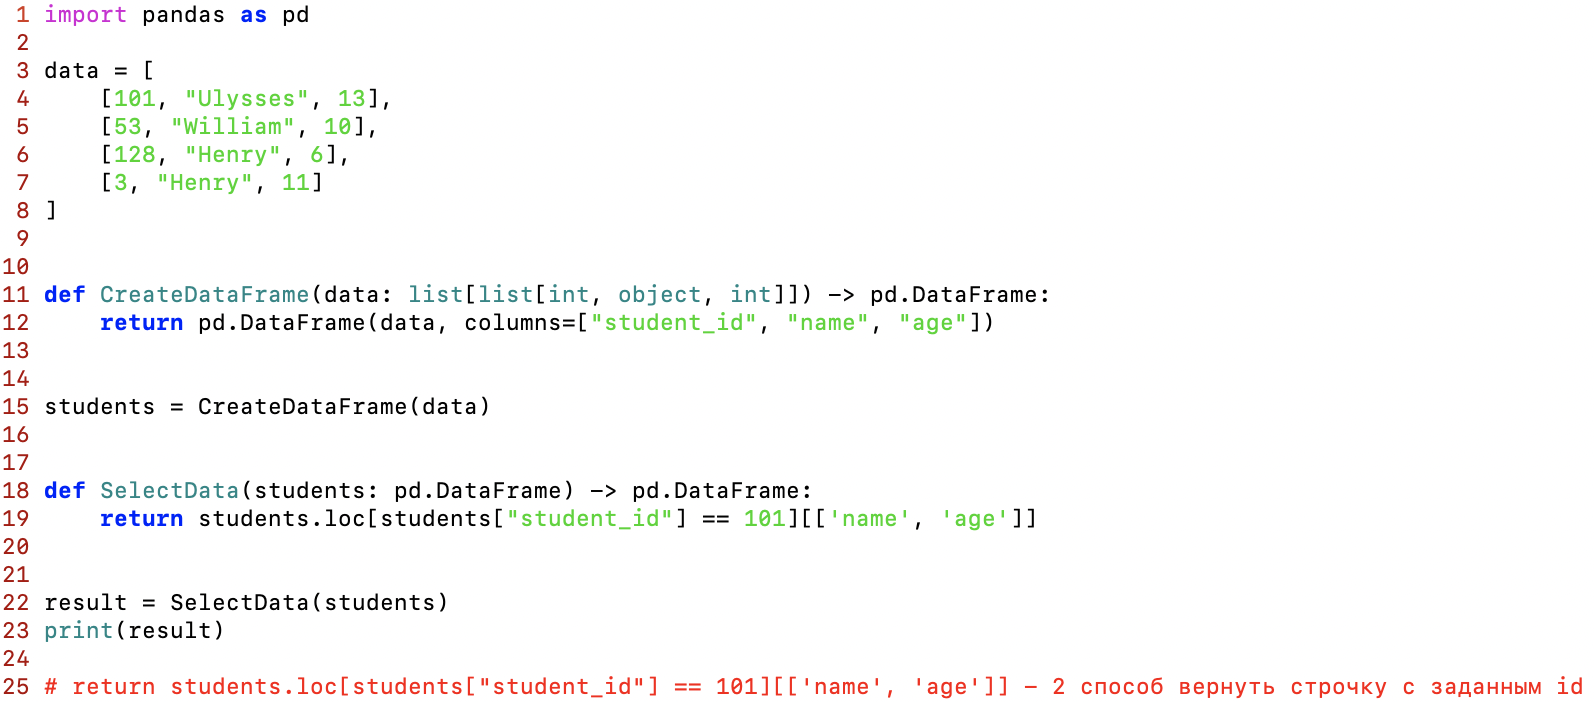 1 import pandas as pd
2
3 data = [
4     [101, "Ulysses", 13],
5     [53, "William", 10],
6     [128, "Henry", 6],
7     [3, "Henry", 11]
8 ]
9
10
11 def CreateDataFrame(data: list[list[int, object, int]]) -> pd.DataFrame:
12     return pd.DataFrame(data, columns=["student_id", "name", "age"])
13
14
15 students = CreateDataFrame(data)
16
17
18 def SelectData(students: pd.DataFrame) -> pd.DataFrame:
19     return students.loc[students["student_id"] == 101][['name', 'age']]
20
21
22 result = SelectData(students)
23 print(result)
24
25 # return students.loc[students["student_id"] == 101][['name', 'age']] – 2 способ вернуть строчку с заданным id